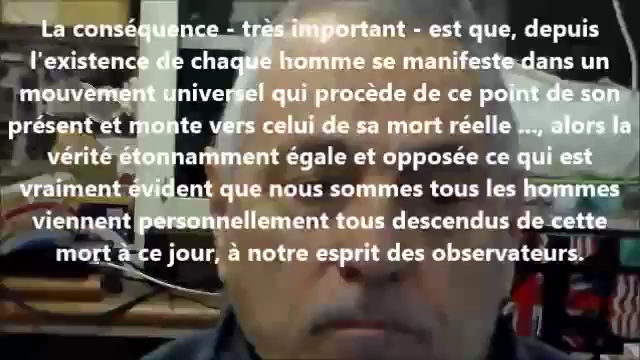 La conséquence - très important - est que, depuis
l'existence de chaque homme se manifeste dans un
mouvement universel qui procède de ce point de son
présent et monte vers celui de sa mort réelle ..., alors la
vérité étonnamment égale et opposée ce qui est
vraiment évident que nous sommes tous les hommes
viennent personnellement tous descendus de cette
mort à ce jour, à notre esprit des observateurs.